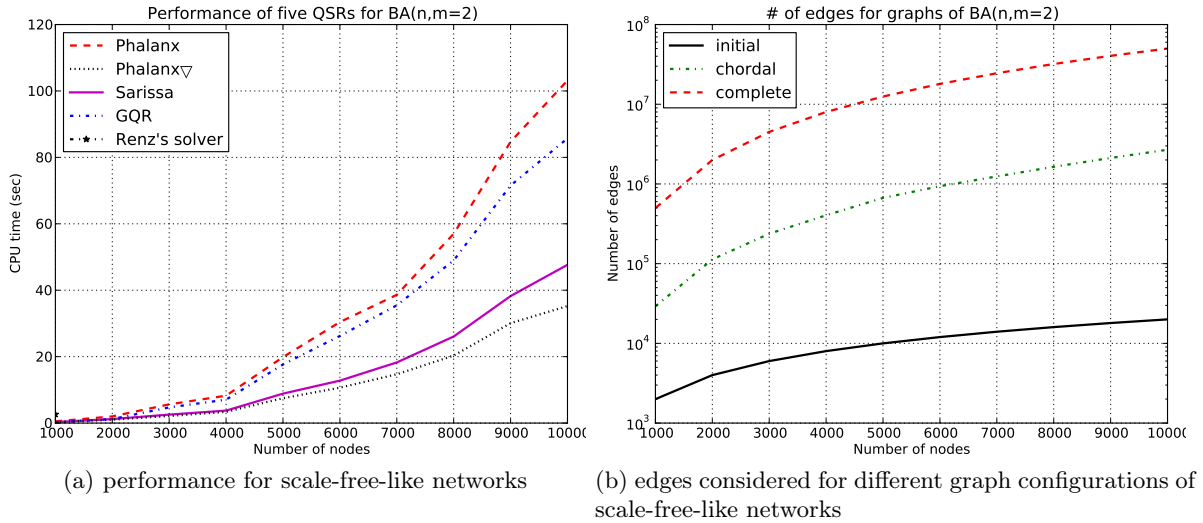 Performance of five QSRs for BA(n,m=2)
120
100
80
60
40
20
0
CPU time (sec)
Phalanx
Phalanx▽
Sarissa
GQR
Renz's solver
1000 2000 3000 4000 5000 6000 7000 8000 9000 1000
Number of nodes
(a) performance for scale-free-like networks
# of edges for graphs of BA(n,m=2)
10^8
10^7
10^6
10^5
10^4
10^3
Number of edges
initial
chordal
complete
1000 2000 3000 4000 5000 6000 7000 8000 9000 1000
Number of nodes
(b) edges considered for different graph configurations of
scale-free-like networks